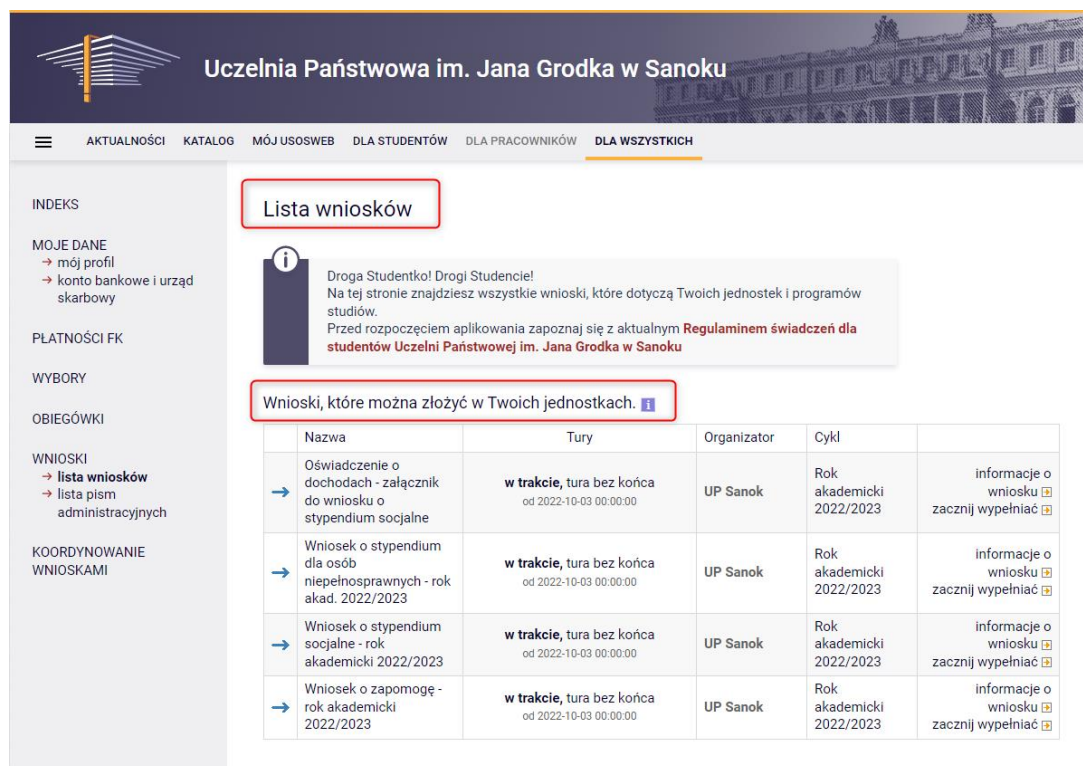 Uczelnia Państwowa im. Jana Grodka w Sanoku
AKTUALNOŚCI KATALOG MÓJ USOSWEB DLA STUDENTÓW DLA PRACOWNIKÓW DLA WSZYSTKICH
INDEKS
MOJE DANE
→ mój profil
→ konto bankowe i urząd
skarbowy
PŁATNOŚCI FK
WYBORY
OBIEGÓWKI
WNIOSKI
→ lista wniosków
→ lista pism
administracyjnych
KOORDYNOWANIE
WNIOSKAMI
Lista wniosków
i
Droga Studentko! Drogi Studencie!
Na tej stronie znajdziesz wszystkie wnioski, które dotyczą Twoich jednostek i programów
studiów.
Przed rozpoczęciem aplikowania zapoznaj się z aktualnym Regulaminem świadczeń dla
studentów Uczelni Państwowej im. Jana Grodka w Sanoku
Wnioski, które można złożyć w Twoich jednostkach. i
Nazwa Tury Organizator Cykl
→ Oświadczenie o
dochodach - załącznik
do wniosku o
stypendium socjalne
w trakcie, tura bez końca
od 2022-10-03 00:00:00
UP Sanok
Rok
akademicki
2022/2023
informacje o
wniosku
zacznij wypełniać
→ Wniosek o stypendium
dla osób
niepełnosprawnych - rok
akad. 2022/2023
w trakcie, tura bez końca
od 2022-10-03 00:00:00
UP Sanok
Rok
akademicki
2022/2023
informacje o
wniosku
zacznij wypełniać
→ Wniosek o stypendium
socjalne - rok
akademicki 2022/2023
w trakcie, tura bez końca
od 2022-10-03 00:00:00
UP Sanok
Rok
akademicki
2022/2023
informacje o
wniosku
zacznij wypełniać
→ Wniosek o zapomogę -
rok akademicki
2022/2023
w trakcie, tura bez końca
od 2022-10-03 00:00:00
UP Sanok
Rok
akademicki
2022/2023
informacje o
wniosku
zacznij wypełniać